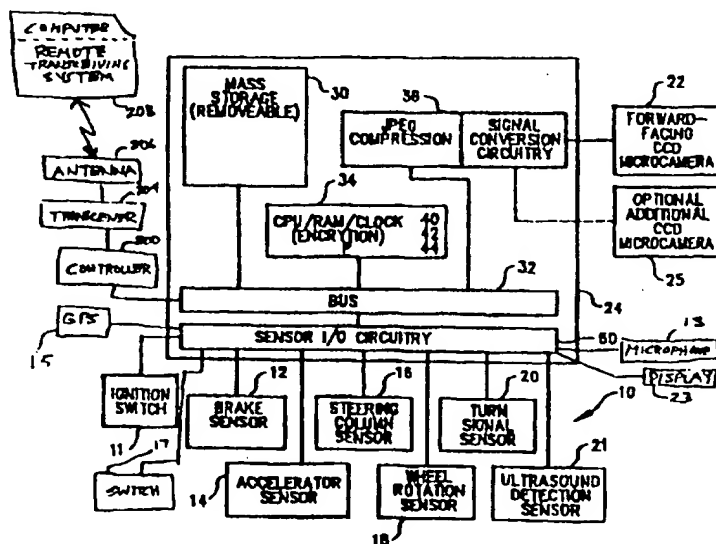 COMPUTER
REMOTE
TRANSCEIVING
SYSTEM
208
206
ANTENNA
204
TRANSCEIVER
200
CONTROLLER
GPS
15
MASS
STORAGE
(REMOVEABLE)
30
36
JPEG
COMPRESSION
SIGNAL
CONVERSION
CIRCUITRY
22
FORWARD-
FACING
CCD
MICROCAMERA
OPTIONAL
ADDITIONAL
CCD
MICROCAMERA
25
34
CPU/RAM/CLOCK 40
(ENCRYPTION) 42
44
32
BUS
24
SENSOR I/O CIRCUITRY
50
13
MICROPHONE
DISPLAY
23
10
IGNITION
SWITCH
11
17
SWITCH
12
BRAKE
SENSOR
16
STEERING
COLUMN
SENSOR
20
TURN
SIGNAL
SENSOR
14
ACCELERATOR
SENSOR
WHEEL
ROTATION
SENSOR
18
21
ULTRASOUND
DETECTION
SENSOR